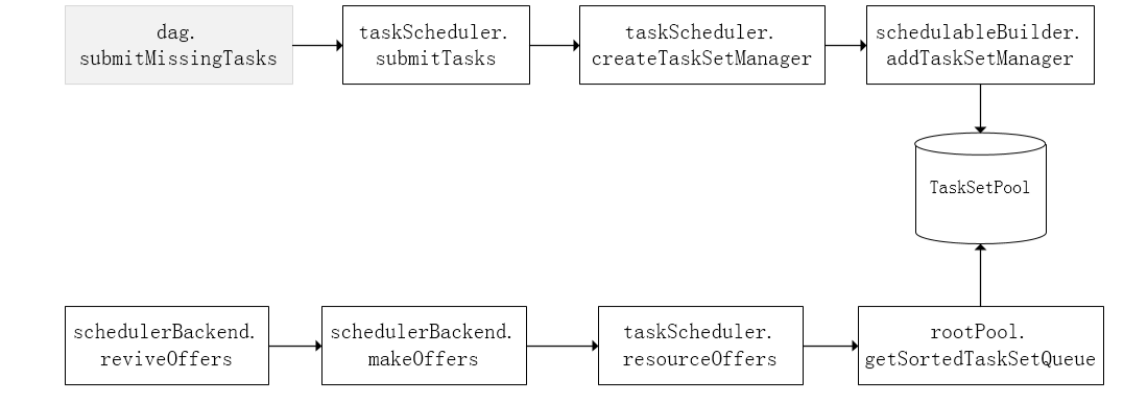 dag.
submitMissingTasks
taskScheduler.
submitTasks
taskScheduler.
createTaskSetManager
schedulableBuilder.
addTaskSetManager
TaskSetPool
schedulerBackend.
reviveOffers
schedulerBackend.
makeOffers
taskScheduler.
resourceOffers
rootPool.
getSortedTaskSetQueue